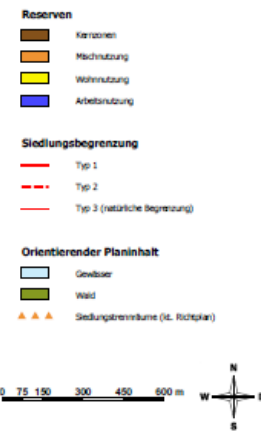 Reserven
Kernzonen
Mischnutzung
Wohnnutzung
Arbeitsnutzung
Siedlungsbegrenzung
Typ 1
Typ 2
Typ 3 (natürliche Begrenzung)
Orientierender Planinhalt
Gewässer
Wald
Siedlungstrennräume (kt. Richtplan)
N
0 75 150 300 450 600 m
W
S